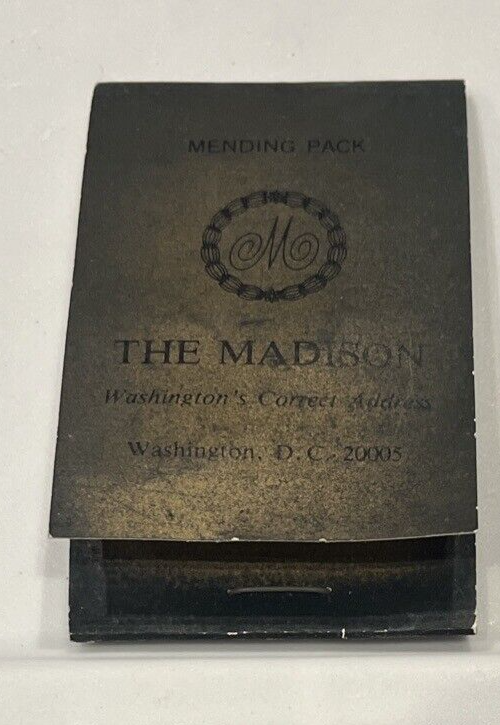 MENDING PACK
M
THE MADISON
Washington's Correct Address
Washington, D.C. 20005